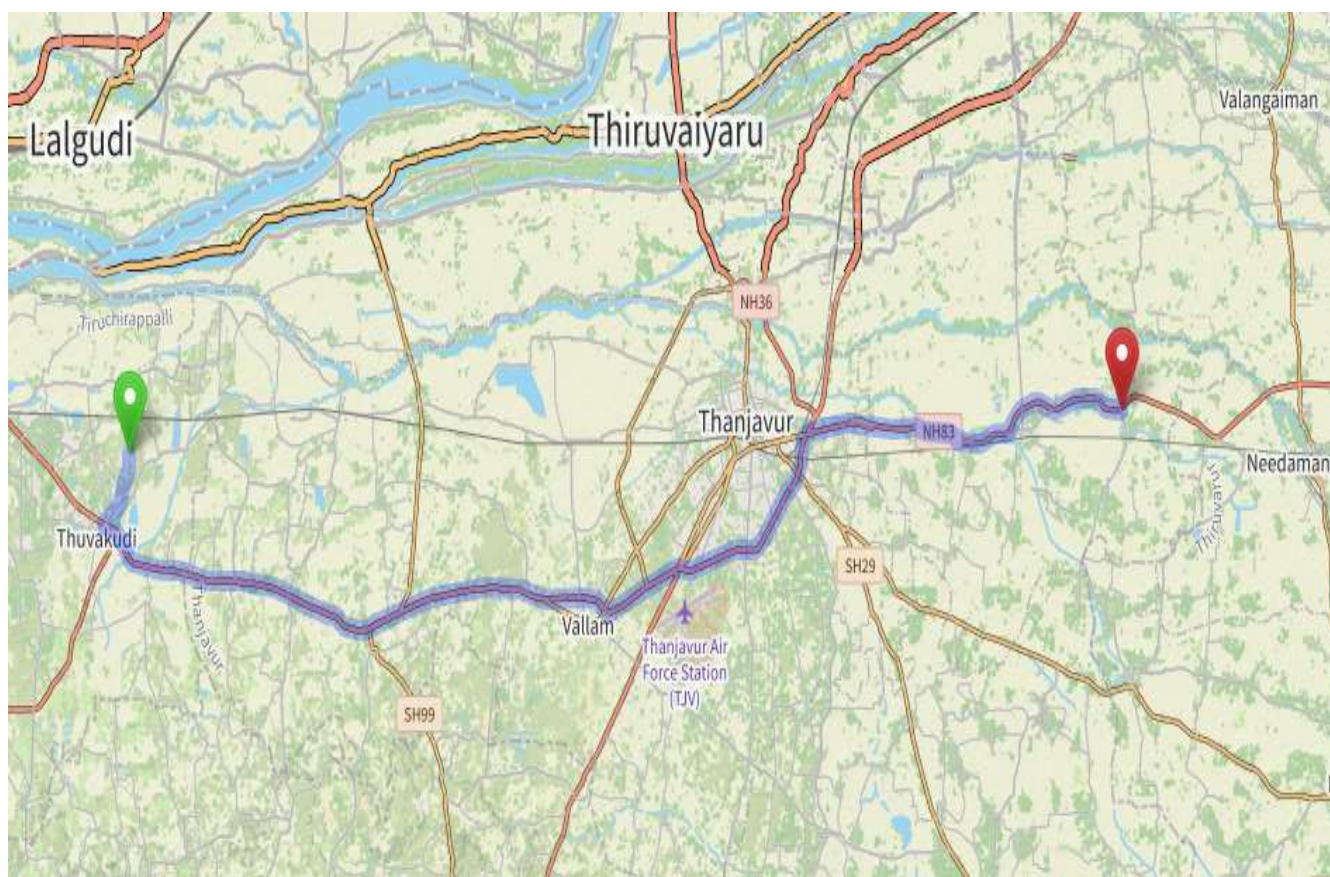 Valangaiman
Lalgudi
Thiruvaiyaru
NH36
Tiruchirappalli
Thanjavur
NH83
Needaman
Thuvakudi
SH29
Thanjavur
Vallam
Thanjavur Air
Force Station
(TJV)
SH99